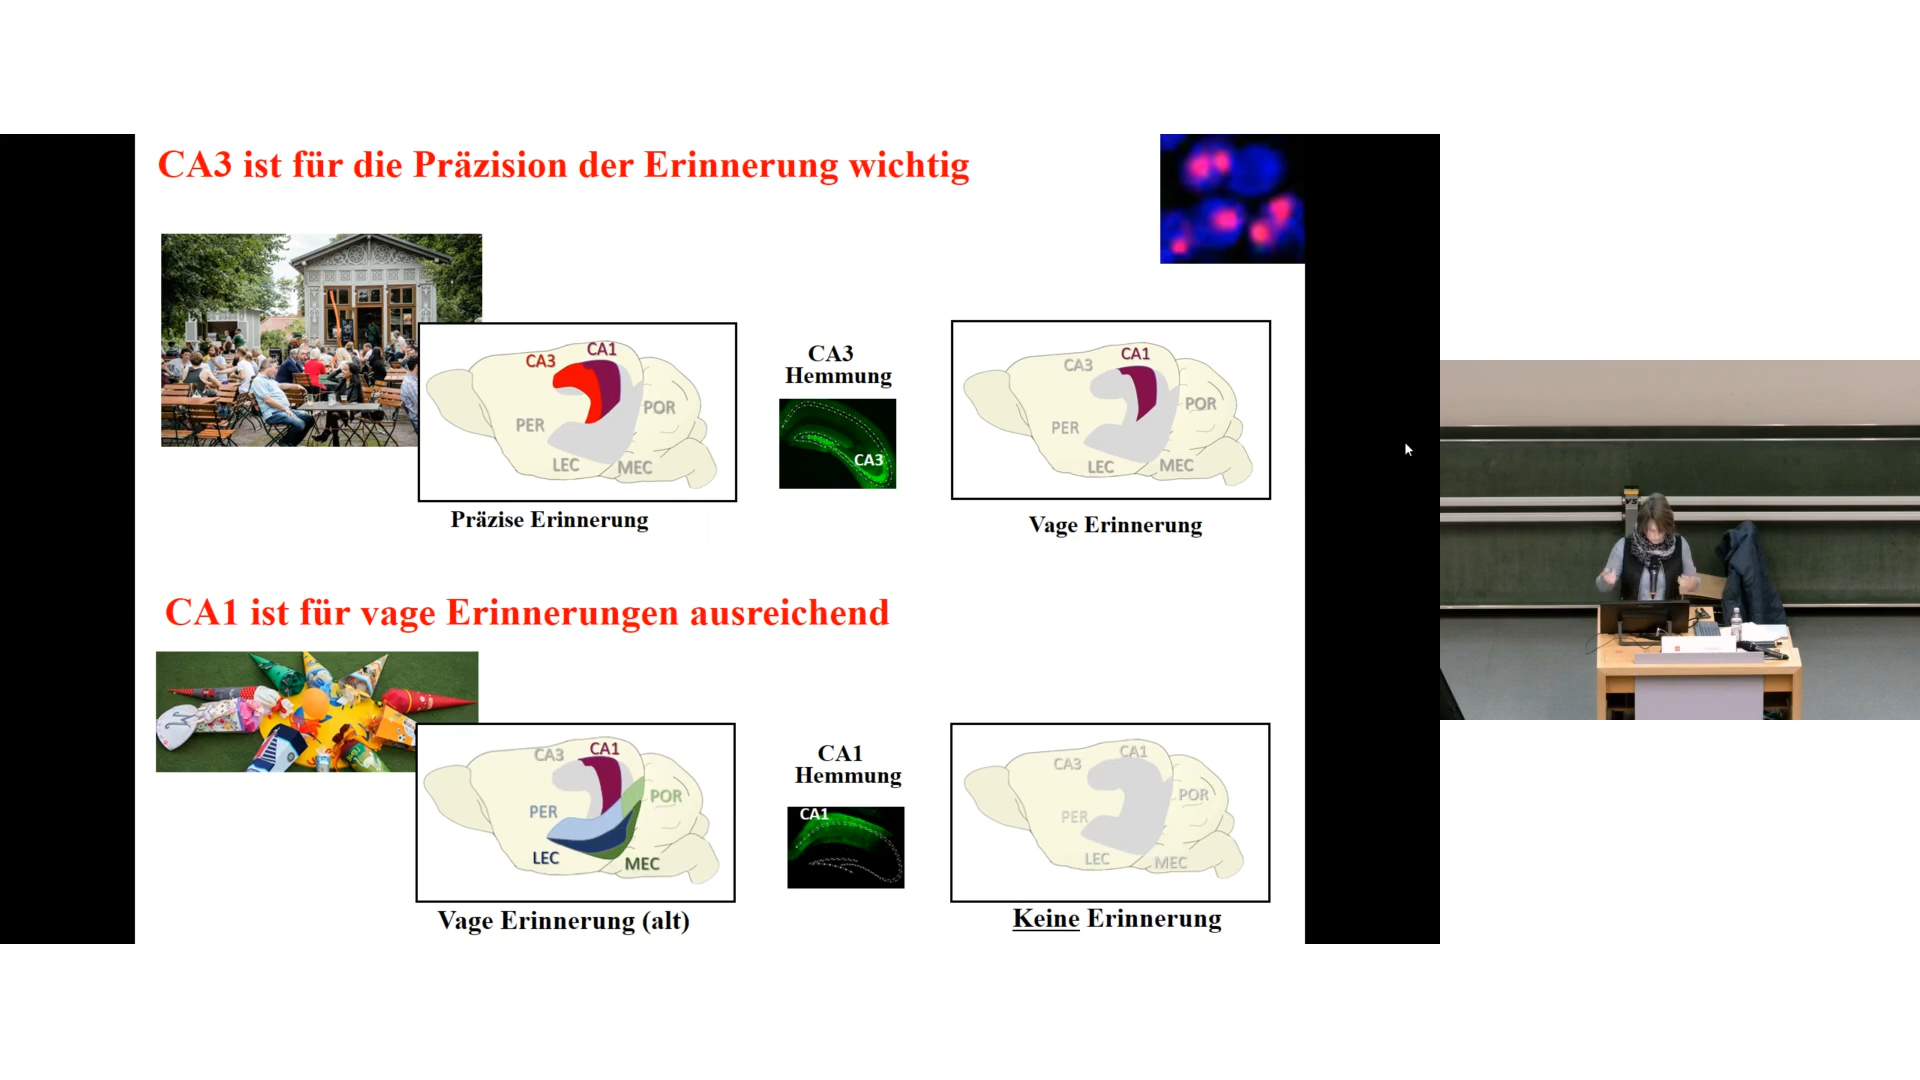 CA3 ist für die Präzision der Erinnerung wichtig
CA3
CA1
PER
POR
LEC
MEC
Präzise Erinnerung
CA3
Hemmung
CA3
CA3
CA1
PER
POR
LEC
MEC
Vage Erinnerung
CA1 ist für vage Erinnerungen ausreichend
CA3
CA1
PER
POR
LEC
MEC
Vage Erinnerung (alt)
CA1
Hemmung
CA1
CA3
CA1
PER
POR
LEC
MEC
Keine Erinnerung